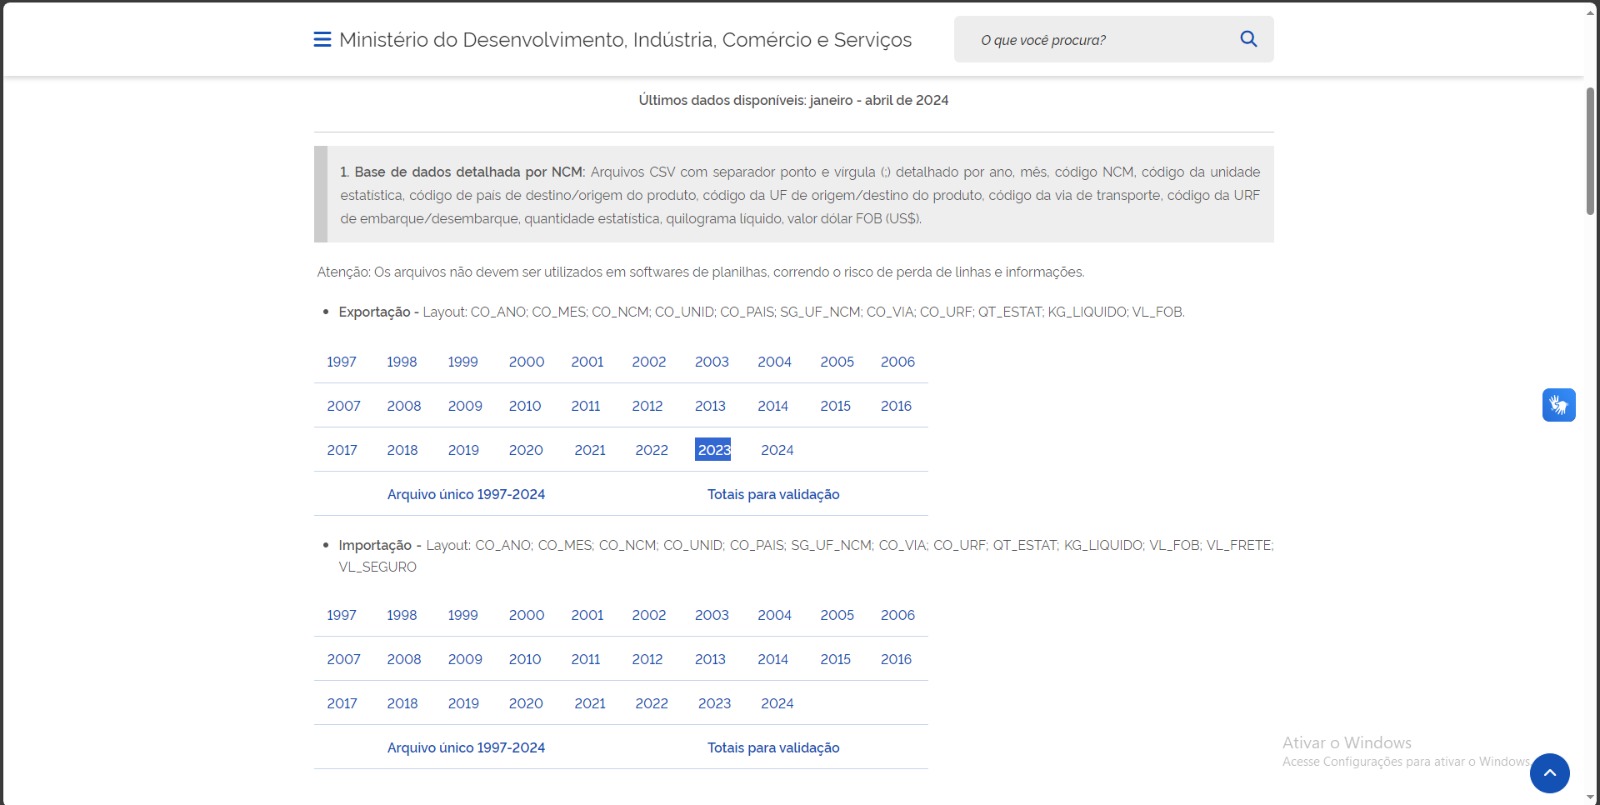 Ministério do Desenvolvimento, Indústria, Comércio e Serviços
O que você procura?
Últimos dados disponíveis: janeiro - abril de 2024
1. Base de dados detalhada por NCM: Arquivos CSV com separador ponto e vírgula (;) detalhado por ano, mês, código NCM, código da unidade
estatística, código de país de destino/origem do produto, código da UF de origem/destino do produto, código da via de transporte, código da URF
de embarque/desembarque, quantidade estatística, quilograma líquido, valor dólar FOB (US$).
Atenção: Os arquivos não devem ser utilizados em softwares de planilhas, correndo o risco de perda de linhas e informações.
• Exportação - Layout: CO_ANO; CO_MES; CO_NCM; CO_UNID; CO_PAIS; SG_UF_NCM; CO_VIA; CO_URF; QT_ESTAT; KG_LIQUIDO; VL_FOB.
1997 1998 1999 2000 2001 2002 2003 2004 2005 2006
2007 2008 2009 2010 2011 2012 2013 2014 2015 2016
2017 2018 2019 2020 2021 2022 2023 2024
Arquivo único 1997-2024 Totais para validação
• Importação - Layout: CO_ANO; CO_MES; CO_NCM; CO_UNID; CO_PAIS; SG_UF_NCM; CO_VIA; CO_URF; QT_ESTAT; KG_LIQUIDO; VL_FOB; VL_FRETE;
VL_SEGURO
1997 1998 1999 2000 2001 2002 2003 2004 2005 2006
2007 2008 2009 2010 2011 2012 2013 2014 2015 2016
2017 2018 2019 2020 2021 2022 2023 2024
Arquivo único 1997-2024 Totais para validação
Ativar o Windows
Acesse Configurações para ativar o Windows.